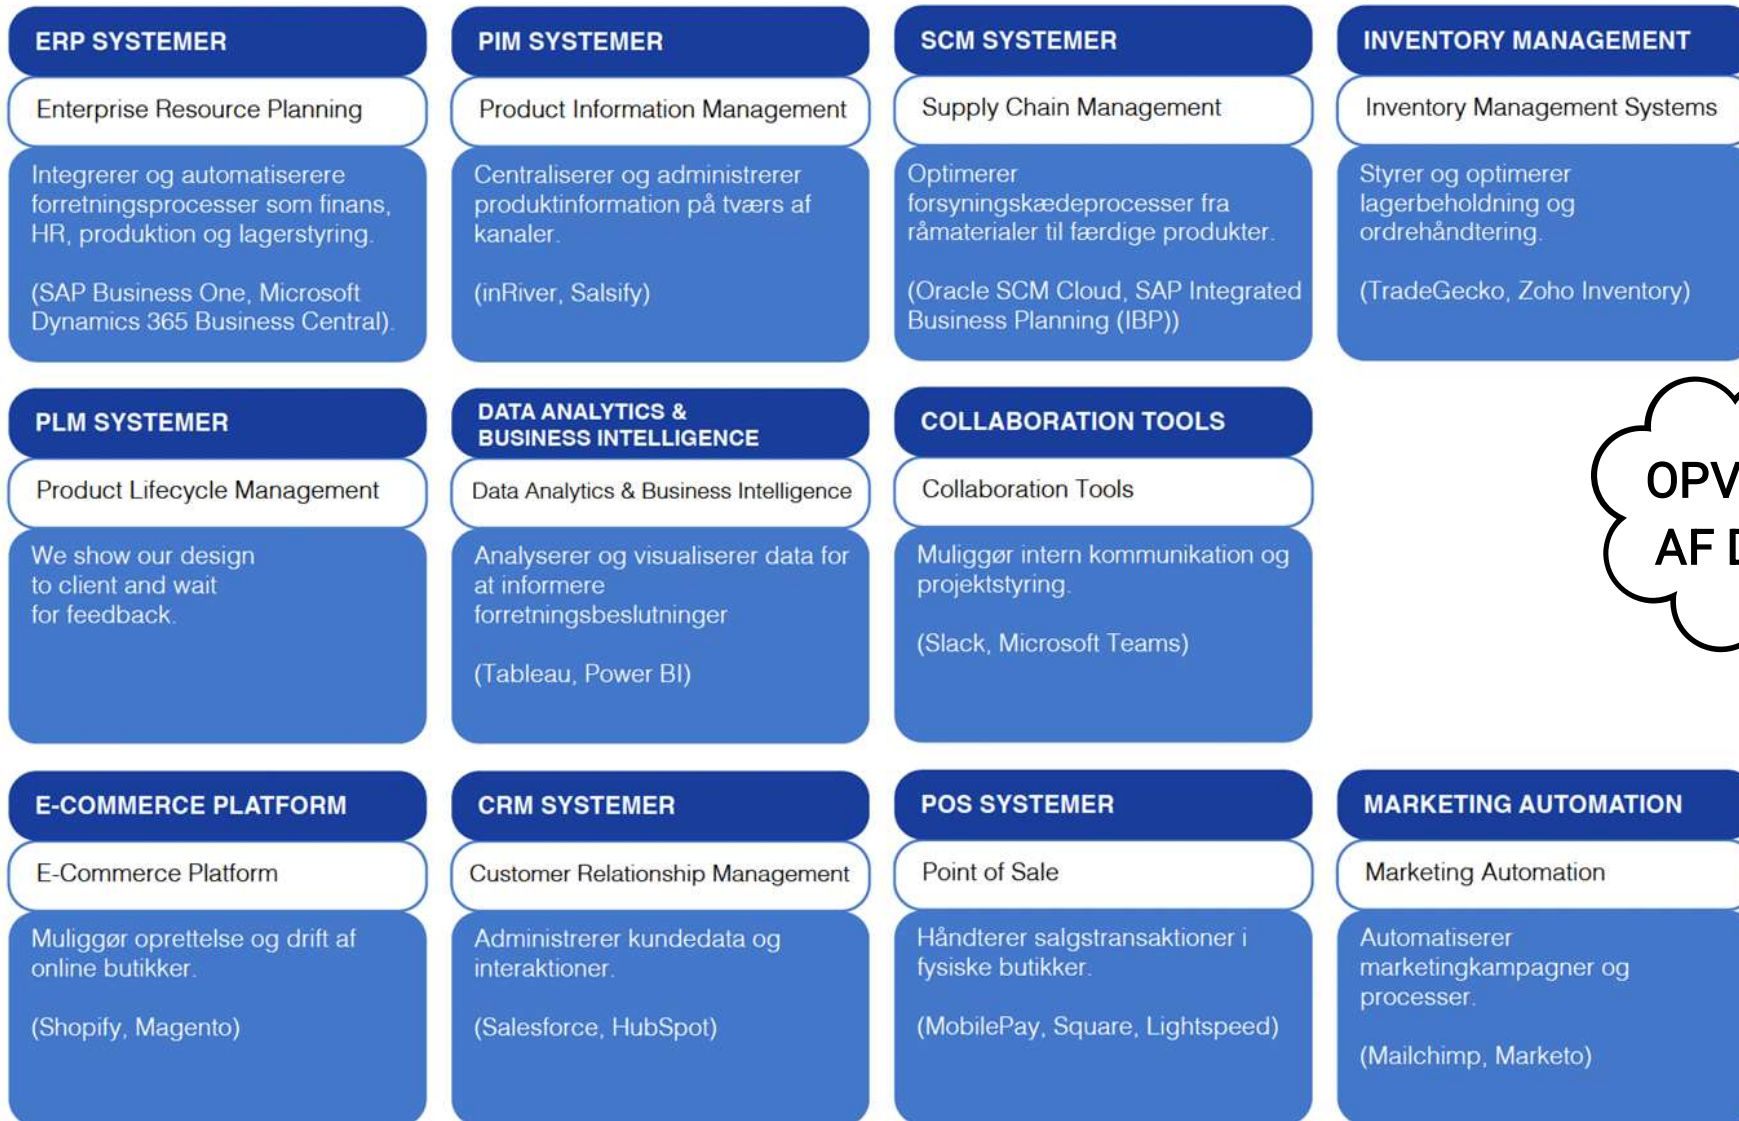 ERP SYSTEMER
Enterprise Resource Planning
Integrerer og automatiserere
forretningsprocesser som finans,
HR, produktion og lagerstyring.
(SAP Business One, Microsoft
Dynamics 365 Business Central).
PIM SYSTEMER
Product Information Management
Centraliserer og administrerer
produktinformation på tværs af
kanaler.
(inRiver, Salsify)
SCM SYSTEMER
Supply Chain Management
Optimerer
forsyningskædeprocesser fra
råmaterialer til færdige produkter.
(Oracle SCM Cloud, SAP Integrated
Business Planning (IBP))
INVENTORY MANAGEMENT
Inventory Management Systems
Styrer og optimerer
lagerbeholdning og
ordrehåndtering.
(TradeGecko, Zoho Inventory)
PLM SYSTEMER
Product Lifecycle Management
We show our design
to client and wait
for feedback.
DATA ANALYTICS &
BUSINESS INTELLIGENCE
Data Analytics & Business Intelligence
Analyserer og visualiserer data for
at informere
forretningsbeslutninger
(Tableau, Power BI)
COLLABORATION TOOLS
Collaboration Tools
Muliggør intern kommunikation og
projektstyring.
(Slack, Microsoft Teams)
OPV
AF D
E-COMMERCE PLATFORM
E-Commerce Platform
Muliggør oprettelse og drift af
online butikker.
(Shopify, Magento)
CRM SYSTEMER
Customer Relationship Management
Administrerer kundedata og
interaktioner.
(Salesforce, HubSpot)
POS SYSTEMER
Point of Sale
Håndterer salgstransaktioner i
fysiske butikker.
(MobilePay, Square, Lightspeed)
MARKETING AUTOMATION
Marketing Automation
Automatiserer
marketingkampagner og
processer.
(Mailchimp, Marketo)